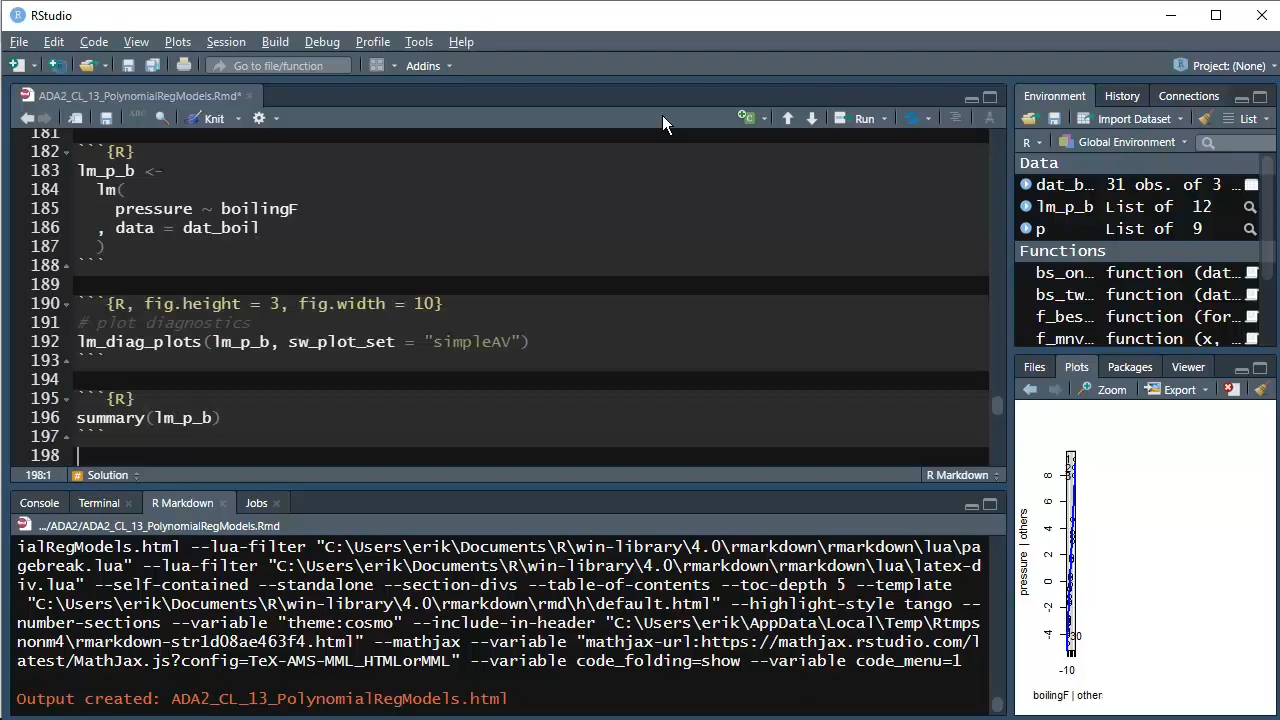 RStudio
File Edit Code View Plots Session Build Debug Profile Tools Help
Go to file/function Addins Project: (None)
ADA2_CL_13_PolynomialRegModels.Rmd*
ABC Knit Run
181
182 ```{R}
183 lm_p_b <-
184 lm(
185 pressure ~ boilingF
186 , data = dat_boil
187 )
188 ```
189
190 ```{R, fig.height = 3, fig.width = 10}
191 # plot diagnostics
192 lm_diag_plots(lm_p_b, sw_plot_set = "simpleAV")
193 ```
194
195 ```{R}
196 summary(lm_p_b)
197 ```
198
198:1 # Solution R Markdown
Console Terminal R Markdown Jobs
.../ADA2/ADA2_CL_13_PolynomialRegModels.Rmd
ialRegModels.html --lua-filter "C:\Users\erik\Documents\R\win-library\4.0\rmarkdown\rmarkdown\lua\pa
gebreak.lua" --lua-filter "C:\Users\erik\Documents\R\win-library\4.0\rmarkdown\rmarkdown\lua\latex-d
iv.lua" --self-contained --standalone --section-divs --table-of-contents --toc-depth 5 --template
"C:\Users\erik\Documents\R\win-library\4.0\rmarkdown\rmd\h\default.html" --highlight-style tango --
number-sections --variable "theme:cosmo" --include-in-header "C:\Users\erik\AppData\Local\Temp\Rtmps
nonm4\rmarkdown-str1d08ae463f4.html" --mathjax --variable "mathjax-url:https://mathjax.rstudio.com/l
atest/MathJax.js?config=TeX-AMS-MML_HTMLorMML" --variable code_folding=show --variable code_menu=1
Output created: ADA2_CL_13_PolynomialRegModels.html
Environment History Connections
Import Dataset List
R Global Environment
Data
dat_b... 31 obs. of 3 ...
lm_p_b List of 12
p List of 9
Functions
bs_on... function (dat...
bs_tw... function (dat...
f_bes... function (for...
f_mnv... function (x, ...
Files Plots Packages Viewer
Zoom Export
pressure | others
8
6
4
2
0
-2
-4
30
-10
boilingF | other